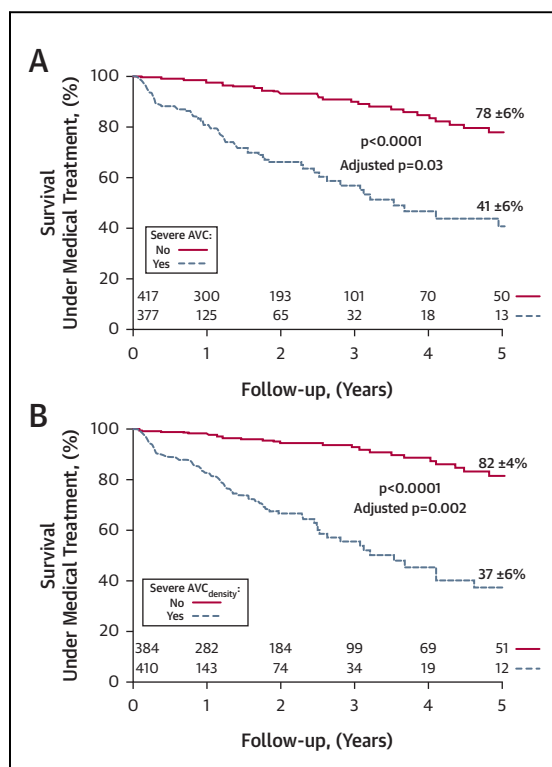 A
100
80
60
40
20
0
Survival
Under Medical Treatment, (%)
78 ±6%
p<0.0001
Adjusted p=0.03
41 ±6%
Severe AVC:
No
Yes
417 300 193 101 70 50
377 125 65 32 18 13
0 1 2 3 4 5
Follow-up, (Years)
B
100
80
60
40
20
0
Survival
Under Medical Treatment, (%)
82 ±4%
p<0.0001
Adjusted p=0.002
37 ±6%
Severe AVCdensity:
No
Yes
384 282 184 99 69 51
410 143 74 34 19 12
0 1 2 3 4 5
Follow-up, (Years)